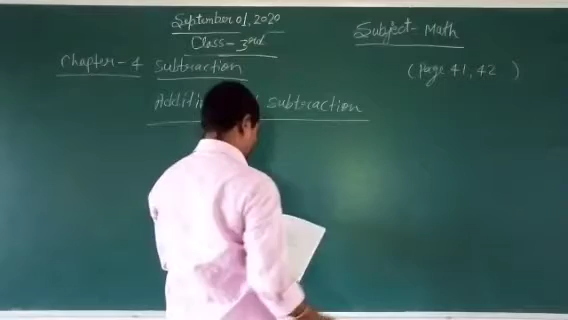 September 01, 2020
Class - 3rd
Subject - Math
Chapter - 4 Subtraction
(Page 41, 42 )
Subtraction